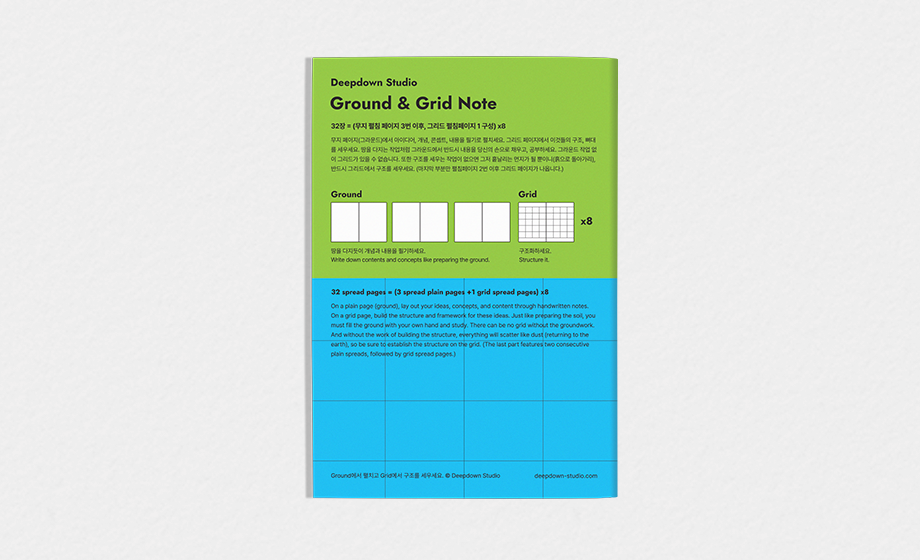 Deepdown Studio
Ground & Grid Note
32장 = (무지 펼침 페이지 3번 이후, 그리드 펼침페이지 1 구성) x8
무지 페이지(그라운드)에서 아이디어, 개념, 콘셉트, 내용을 필기로 펼치세요. 그리드 페이지에서 이것들의 구조, 뼈대
를 세우세요. 땅을 다지는 작업처럼 그라운드에서 반드시 내용을 당신의 손으로 채우고, 공부하세요. 그라운드 작업 없
이 그리드가 있을 수 없습니다. 또한 구조를 세우는 작업이 없으면 그저 흩날리는 먼지가 될 뿐이니(흙으로 돌아가리),
반드시 그리드에서 구조를 세우세요. (마지막 부분만 펼침페이지 2번 이후 그리드 페이지가 나옵니다.)
Ground
Grid
x8
땅을 다지듯이 개념과 내용을 필기하세요.
Write down contents and concepts like preparing the ground.
구조화하세요.
Structure it.
32 spread pages = (3 spread plain pages +1 grid spread pages) x8
On a plain page (ground), lay out your ideas, concepts, and content through handwritten notes.
On a grid page, build the structure and framework for these ideas. Just like preparing the soil, you
must fill the ground with your own hand and study. There can be no grid without the groundwork.
And without the work of building the structure, everything will scatter like dust (returning to the
earth), so be sure to establish the structure on the grid. (The last part features two consecutive
plain spreads, followed by grid spread pages.)
Ground에서 펼치고 Grid에서 구조를 세우세요. © Deepdown Studio
deepdown-studio.com